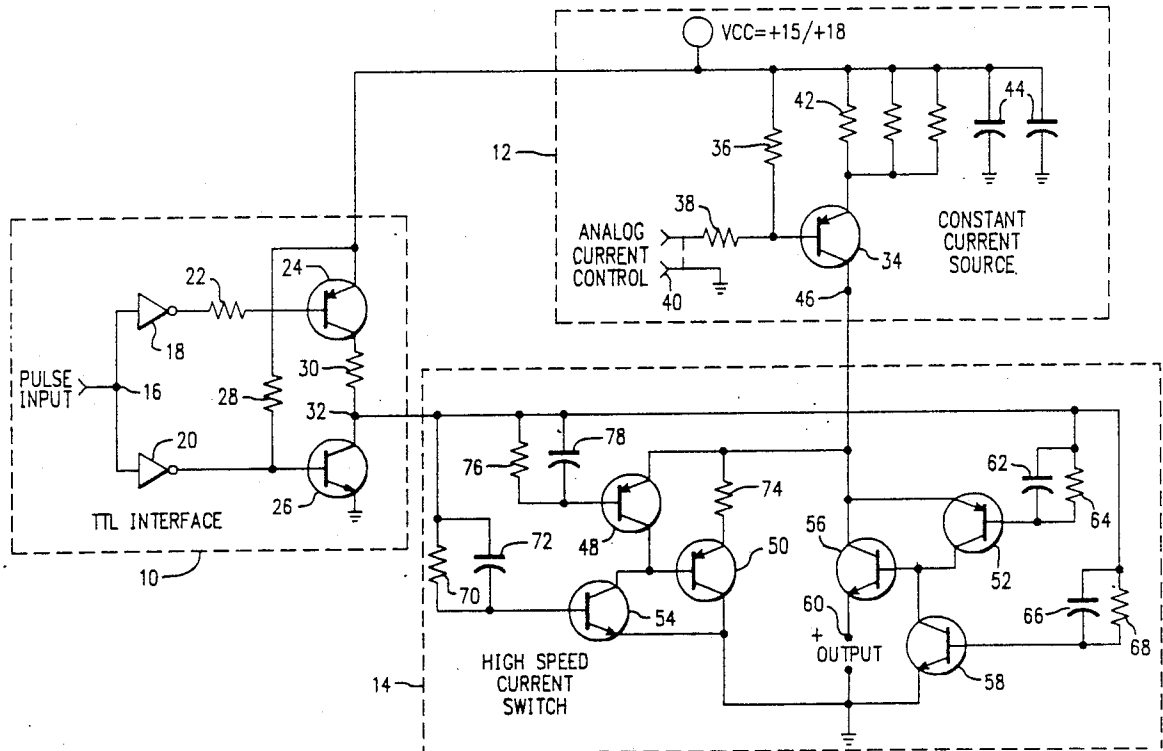 VCC=+15/+18
42
44
36
12
38
ANALOG
CURRENT
CONTROL
40
34
CONSTANT
CURRENT
SOURCE
46
22
24
18
PULSE
INPUT
16
28
30
32
20
26
TTL INTERFACE
10
76
78
74
62
64
48
56
52
72
50
70
54
60
66
68
+
OUTPUT
58
14
HIGH SPEED
CURRENT
SWITCH